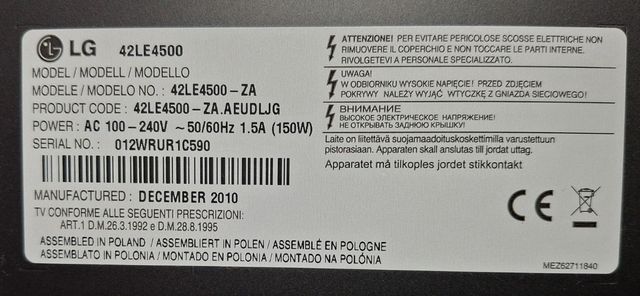 LG 42LE4500
MODEL / MODELL / MODELLO
MODELE / MODELO NO. : 42LE4500-ZA
PRODUCT CODE : 42LE4500-ZA.AEUDLJG
POWER : AC 100-240V ~50/60Hz 1.5A (150W)
SERIAL NO. : 012WRUR1C590
MANUFACTURED : DECEMBER 2010
TV CONFORME ALLE SEGUENTI PRESCRIZIONI:
ART.1 D.M.26.3.1992 e D.M.28.8.1995
ASSEMBLED IN POLAND / ASSEMBLIERT IN POLEN / ASSEMBLÉ EN POLOGNE
ASSEMBLATO IN POLONIA / MONTADO EN POLONIA / MONTADO NA POLÓNIA
ATTENZIONE! PER EVITARE PERICOLOSE SCOSSE ELETTRICHE NON
RIMUOVERE IL COPERCHIO E NON TOCCARE LE PARTI INTERNE.
RIVOLGETEVI A PERSONALE SPECIALIZZATO.
UWAGA!
W ODBIORNIKU WYSOKIE NAPIĘCIE! PRZED ZDJĘCIEM
POKRYWY NALEŻY WYJĄĆ WTYCZKĘ Z GNIAZDA SIECIOWEGO!
ВНИМАНИЕ
ВЫСОКОЕ НАПРЯЖЕНИЕ!
НЕ ОТКРЫВАТЬ ЗАДНЮЮ КРЫШКУ!
Laite on liitettävä suojamaadoituskoskettimilla varustettuun
pistorasiaan. Apparaten skall anslutas till jordat uttag.
Apparatet må tilkoples jordet stikkontakt
CE
MEZ62711840